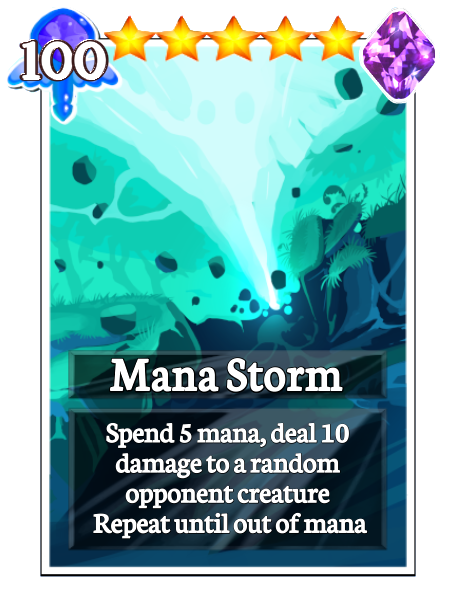 100
Mana Storm
Spend 5 mana, deal 10
damage to a random
opponent creature
Repeat until out of mana